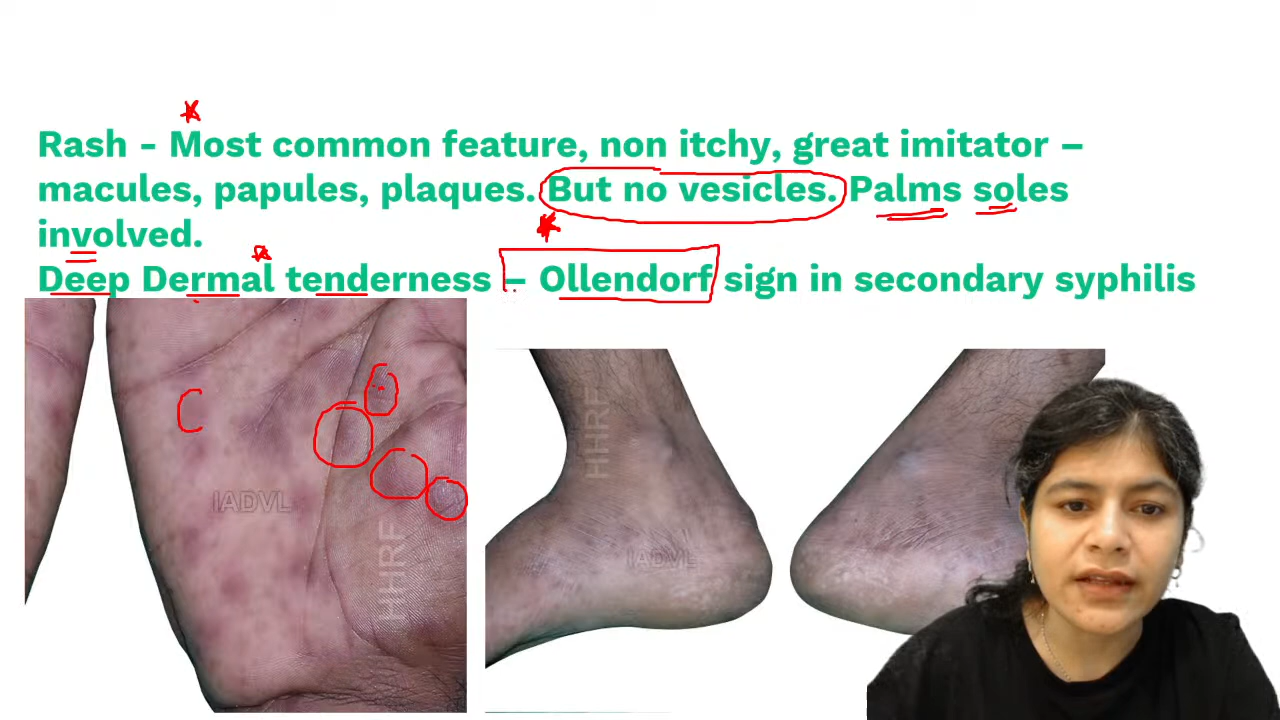 Rash - Most common feature, non itchy, great imitator –
macules, papules, plaques. But no vesicles. Palms soles
involved.
Deep Dermal tenderness – Ollendorf sign in secondary syphilis
IADVL
HHRF
HHRF
IADVL